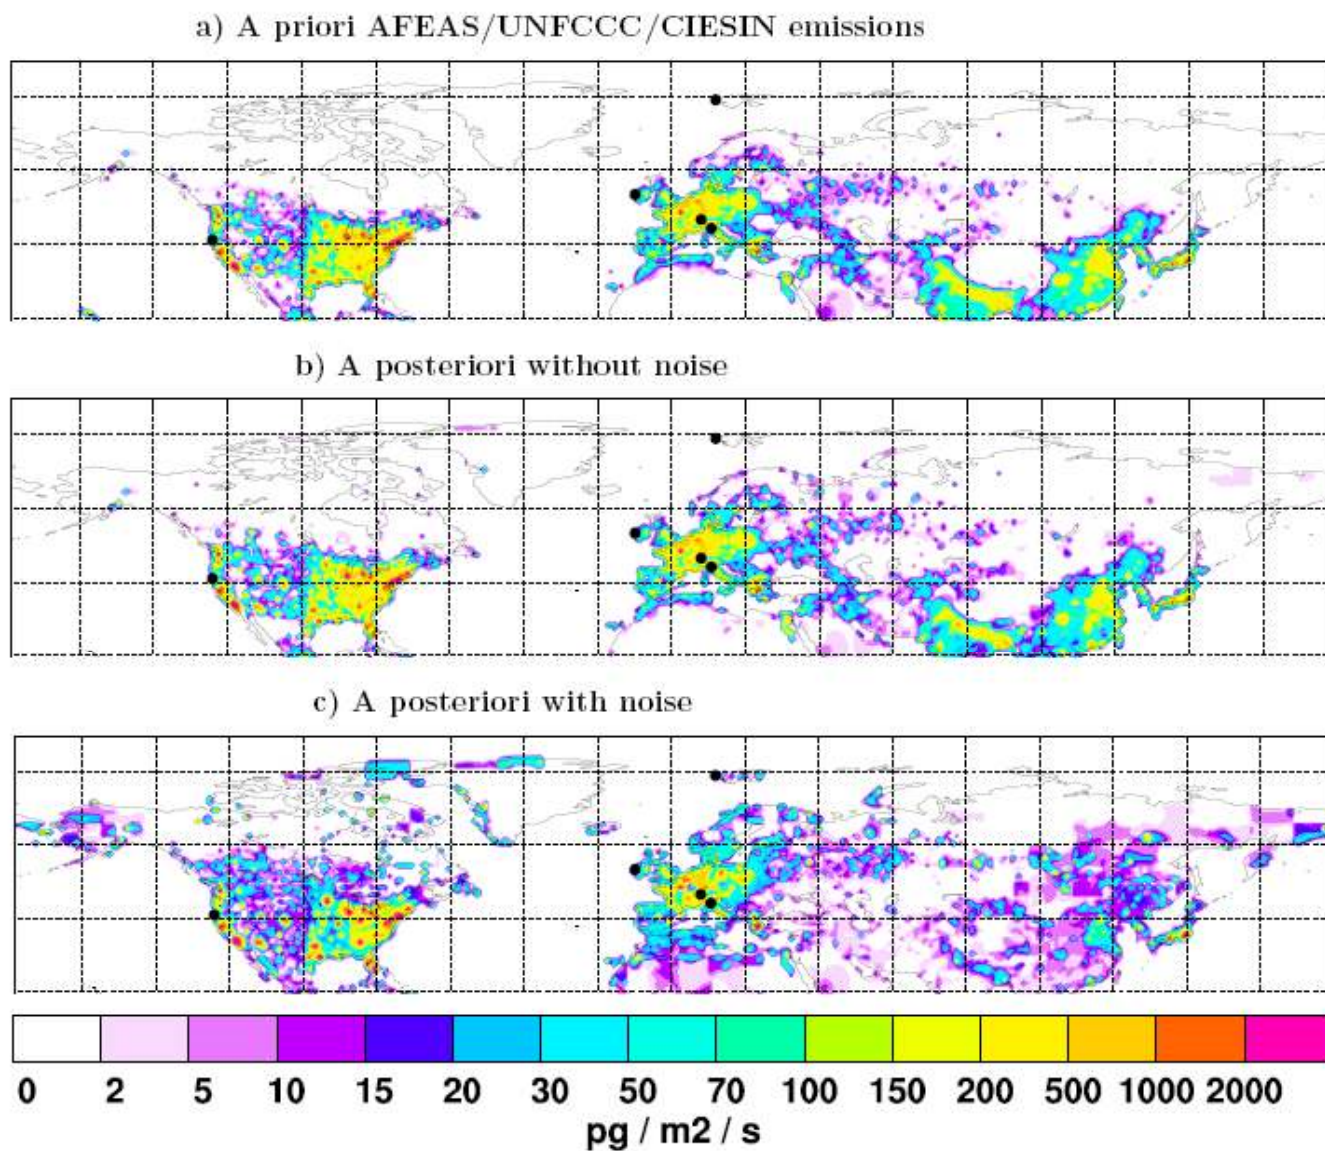 a) A priori AFEAS/UNFCCC/CIESIN emissions
b) A posteriori without noise
c) A posteriori with noise
0 2 5 10 15 20 30 50 70 100 150 200 500 1000 2000
pg / m2 / s